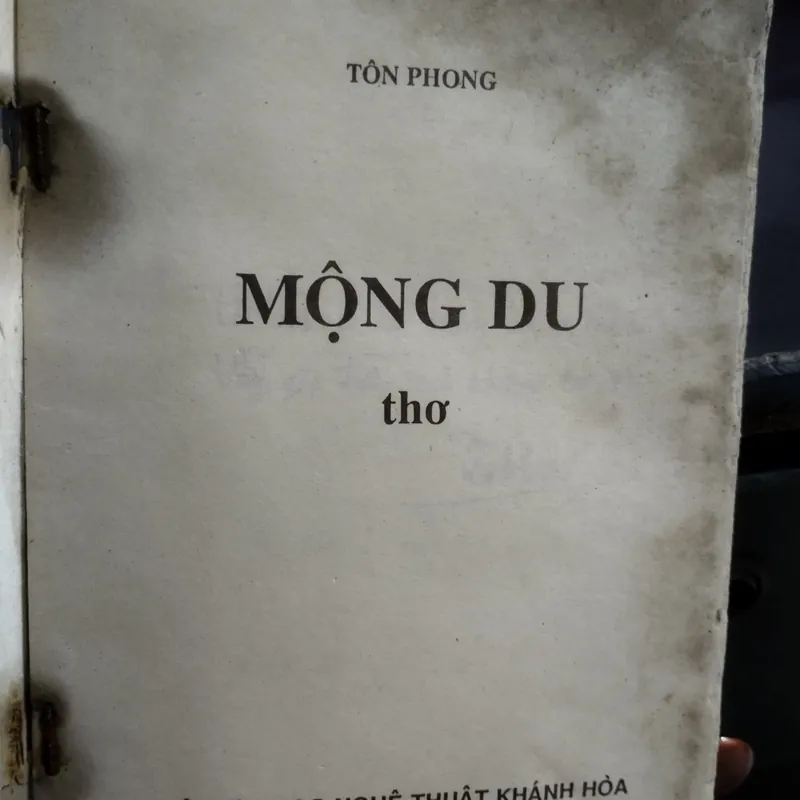 TÔN PHONG
MỘNG DU
thơ
NGHỆ THUẬT KHÁNH HÒA